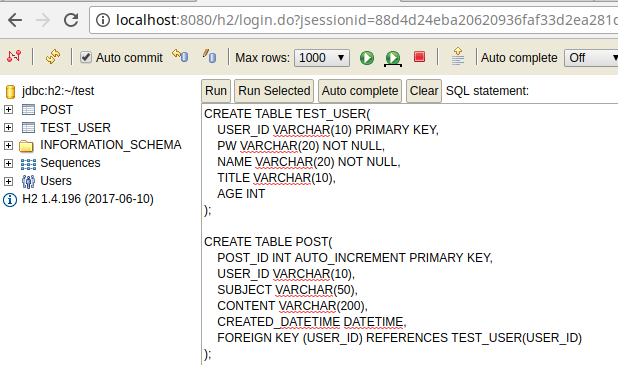 localhost:8080/h2/login.do?jsessionid=88d4d24eba20620936faf33d2ea281c
Auto commit Max rows: 1000 Auto complete Off
jdbc:h2:~/test
POST
TEST_USER
INFORMATION_SCHEMA
Sequences
Users
H2 1.4.196 (2017-06-10)
Run Run Selected Auto complete Clear SQL statement:
CREATE TABLE TEST_USER(
USER_ID VARCHAR(10) PRIMARY KEY,
PW VARCHAR(20) NOT NULL,
NAME VARCHAR(20) NOT NULL,
TITLE VARCHAR(10),
AGE INT
);
CREATE TABLE POST(
POST_ID INT AUTO_INCREMENT PRIMARY KEY,
USER_ID VARCHAR(10),
SUBJECT VARCHAR(50),
CONTENT VARCHAR(200),
CREATED_DATETIME DATETIME,
FOREIGN KEY (USER_ID) REFERENCES TEST_USER(USER_ID)
);